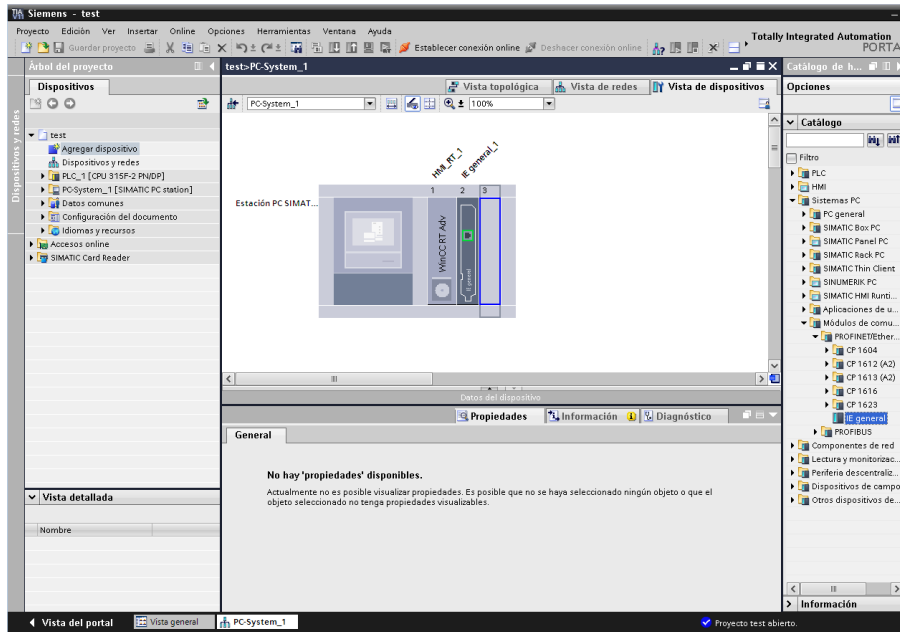 Siemens - test
Proyecto Edición Ver Insertar Online Opciones Herramientas Ventana Ayuda
Totally Integrated Automation
PORTA
Guardar proyecto
Establecer conexión online
Deshacer conexión online
Árbol del proyecto
test>PC-System_1
Catálogo de h...
Dispositivos
Vista topológica
Vista de redes
Vista de dispositivos
Opciones
PC-System_1
100%
Dispositivos y redes
test
Agregar dispositivo
Dispositivos y redes
PLC_1 [CPU 315F-2 PN/DP]
PC-System_1 [SIMATIC PC station]
Datos comunes
Configuración del documento
Idiomas y recursos
Accesos online
SIMATIC Card Reader
HMI_RT_1
IE general_1
1 2 3
Estación PC SIMAT...
WinCC RT Adv
IE general
Catálogo
Filtro
PLC
HMI
Sistemas PC
PC general
SIMATIC Box PC
SIMATIC Panel PC
SIMATIC Rack PC
SIMATIC Thin Client
SINUMERIK PC
SIMATIC HMI Runti...
Aplicaciones de u...
Módulos de comu...
PROFINET/Ether...
CP 1604
CP 1612 (A2)
CP 1613 (A2)
CP 1616
CP 1623
IE general
PROFIBUS
Componentes de red
Lectura y monitorizac...
Periferia descentraliz...
Dispositivos de campo
Otros dispositivos de...
Datos del dispositivo
Propiedades
Información
Diagnóstico
General
No hay 'propiedades' disponibles.
Actualmente no es posible visualizar propiedades. Es posible que no se haya seleccionado ningún objeto o que el
objeto seleccionado no tenga propiedades visualizables.
Vista detallada
Nombre
Información
Vista del portal
Vista general
PC-System_1
Proyecto test abierto.